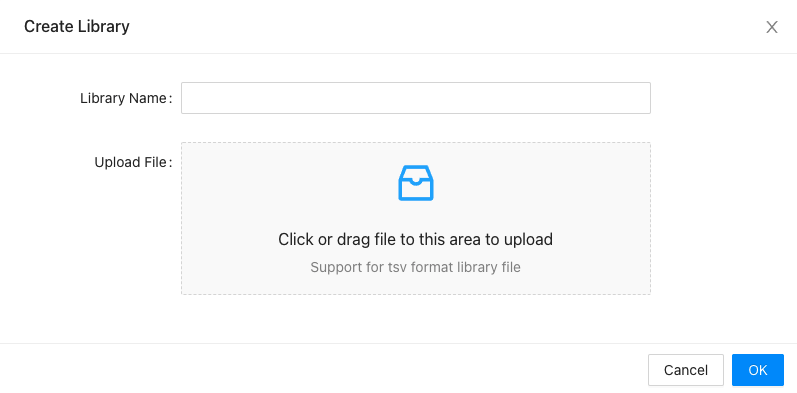 Create Library
Library Name:
Upload File:
Click or drag file to this area to upload
Support for tsv format library file
Cancel
OK